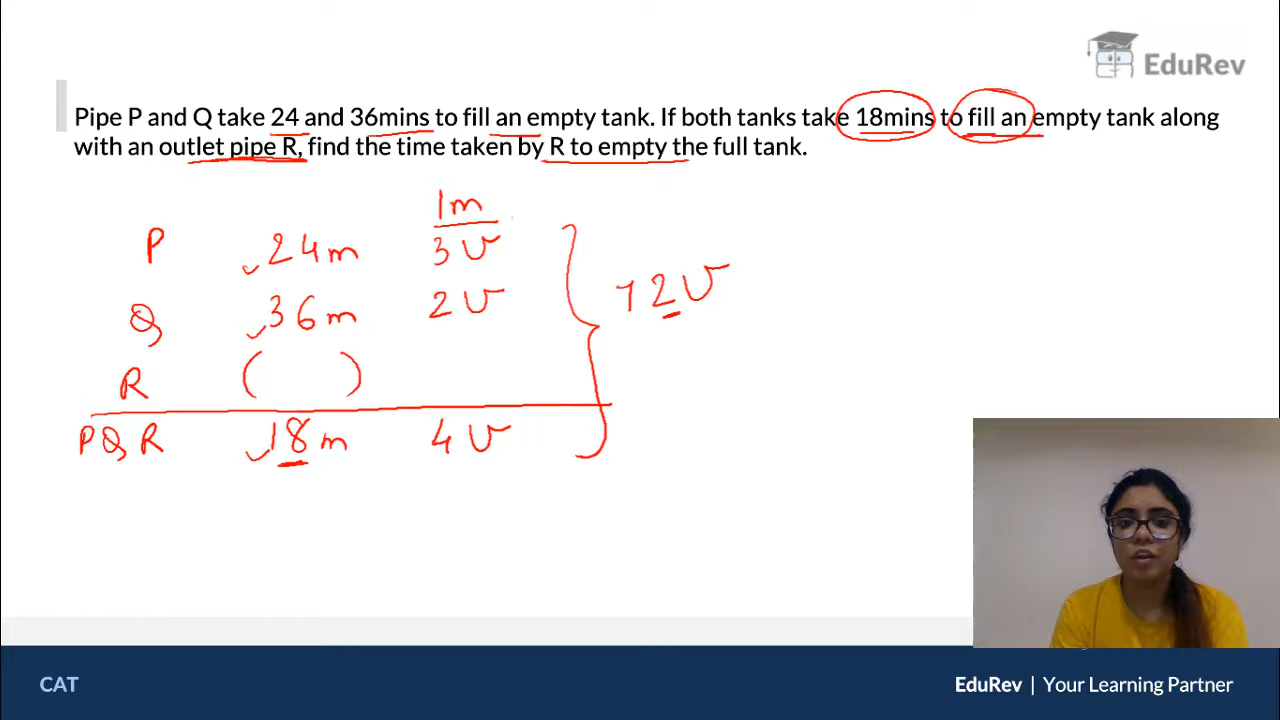 EduRev
Pipe P and Q take 24 and 36mins to fill an empty tank. If both tanks take 18mins to fill an empty tank along
with an outlet pipe R, find the time taken by R to empty the full tank.
1m
P 24m 3U
72U
Q 36m 2U
R ( )
PQR 18m 4U
CAT
EduRev | Your Learning Partner